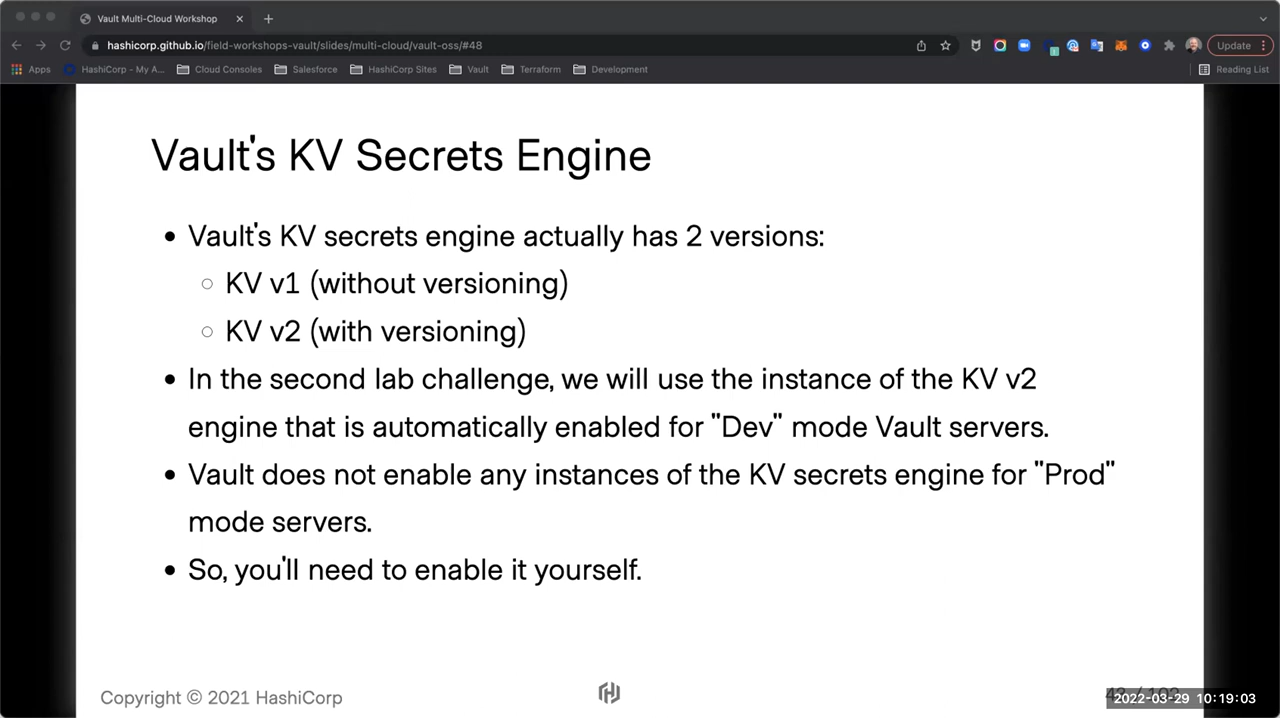 Vault Multi-Cloud Workshop
hashicorp.github.io/field-workshops-vault/slides/multi-cloud/vault-oss/#48
Update
Apps
HashiCorp - My A...
Cloud Consoles
Salesforce
HashiCorp Sites
Vault
Terraform
Development
Reading List
Vault's KV Secrets Engine
Vault's KV secrets engine actually has 2 versions:
KV v1 (without versioning)
KV v2 (with versioning)
In the second lab challenge, we will use the instance of the KV v2
engine that is automatically enabled for "Dev" mode Vault servers.
Vault does not enable any instances of the KV secrets engine for "Prod"
mode servers.
So, you'll need to enable it yourself.
Copyright © 2021 HashiCorp
2022-03-29 10:19:03